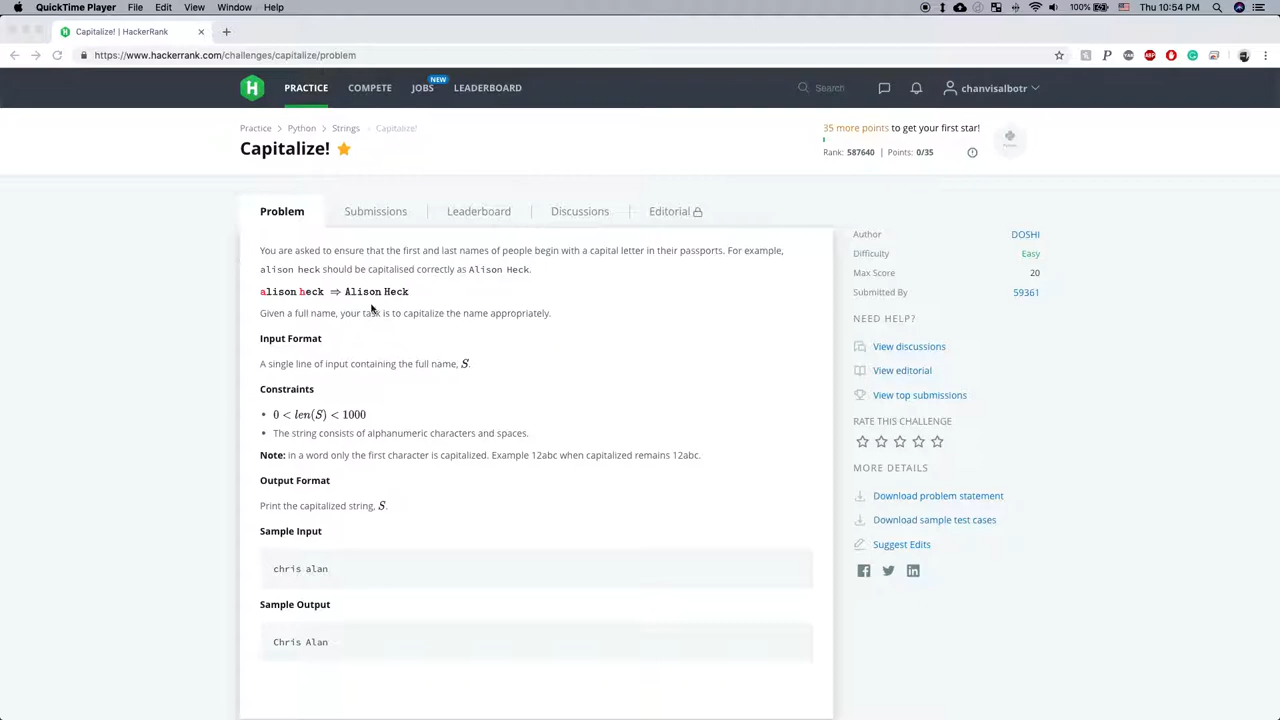 QuickTime Player File Edit View Window Help 100% Thu 10:54 PM
Capitalize! | HackerRank
https://www.hackerrank.com/challenges/capitalize/problem
PRACTICE COMPETE JOBS NEW LEADERBOARD Search chanvisalbotr
Practice > Python > Strings > Capitalize!
Capitalize!
35 more points to get your first star!
Rank: 587640 | Points: 0/35
Problem Submissions Leaderboard Discussions Editorial
You are asked to ensure that the first and last names of people begin with a capital letter in their passports. For example,
alison heck should be capitalised correctly as Alison Heck.
alison heck ⇒ Alison Heck
Given a full name, your task is to capitalize the name appropriately.
Input Format
A single line of input containing the full name, S.
Constraints
• 0 < len(S) < 1000
• The string consists of alphanumeric characters and spaces.
Note: in a word only the first character is capitalized. Example 12abc when capitalized remains 12abc.
Output Format
Print the capitalized string, S.
Sample Input
chris alan
Sample Output
Chris Alan
Author DOSHI
Difficulty Easy
Max Score 20
Submitted By 59361
NEED HELP?
View discussions
View editorial
View top submissions
RATE THIS CHALLENGE
MORE DETAILS
Download problem statement
Download sample test cases
Suggest Edits